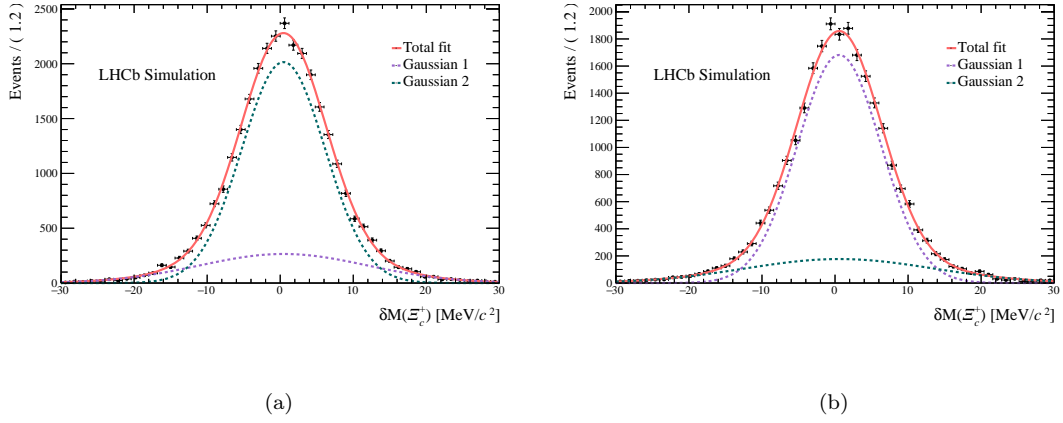 Events / ( 1.2 )
2500
2000
1500
1000
500
0
LHCb Simulation
Total fit
Gaussian 1
Gaussian 2
−30 −20 −10 0 10 20 30
δM(Ξc+) [MeV/c2]
(a)
Events / ( 1.2 )
2000
1800
1600
1400
1200
1000
800
600
400
200
0
LHCb Simulation
Total fit
Gaussian 1
Gaussian 2
−30 −20 −10 0 10 20 30
δM(Ξc+) [MeV/c2]
(b)